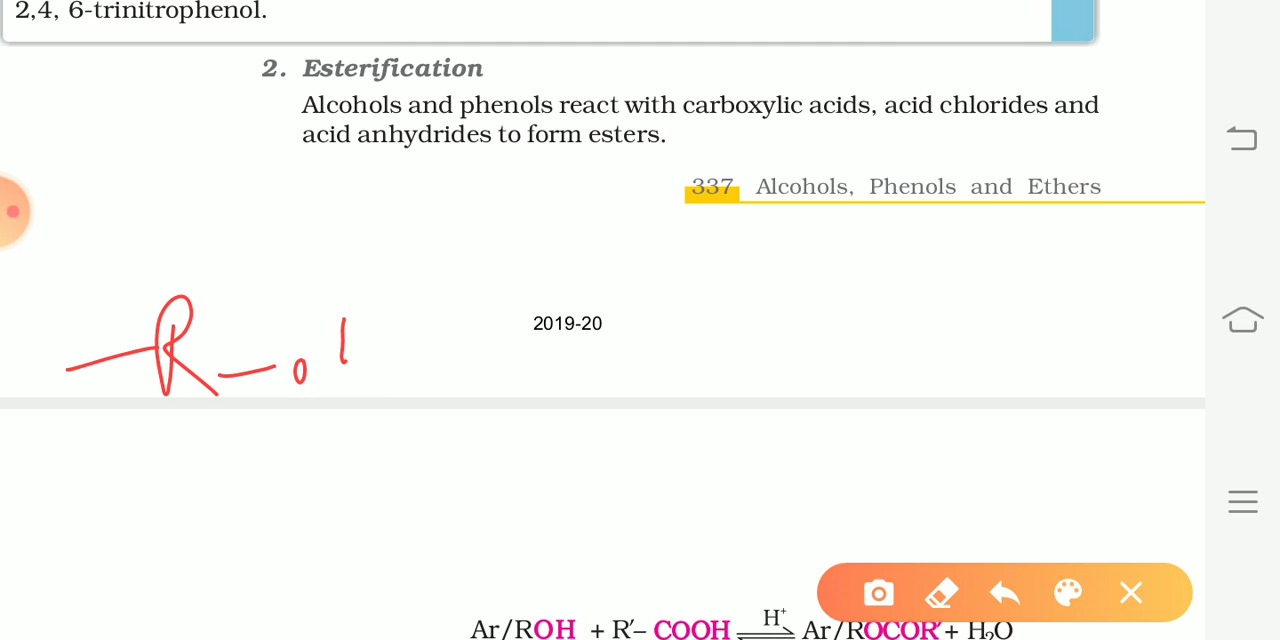 2,4, 6-trinitrophenol.
2. Esterification
Alcohols and phenols react with carboxylic acids, acid chlorides and
acid anhydrides to form esters.
337 Alcohols, Phenols and Ethers
2019-20
R-o
Ar/ROH + R′– COOH ⇌ H⁺ Ar/ROCOR′ + H₂O